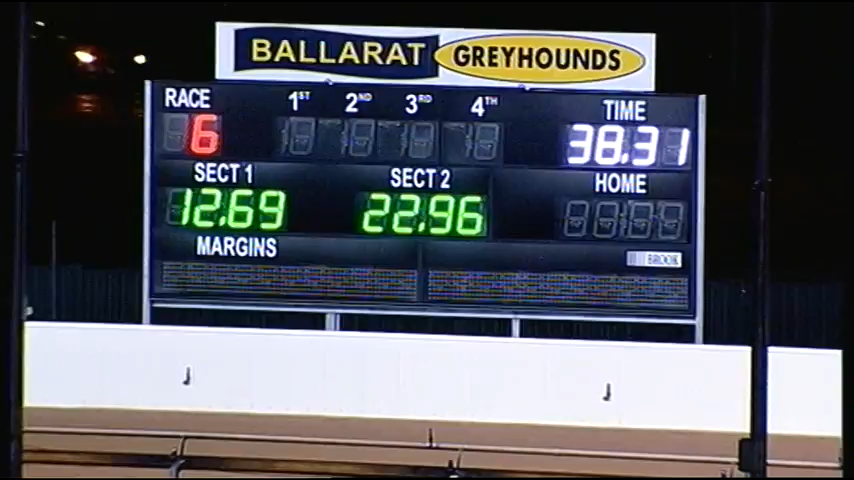 BALLARAT GREYHOUNDS
RACE 1ST 2ND 3RD 4TH TIME
6 38.31
SECT 1 SECT 2 HOME
12.69 22.96
MARGINS BROOK